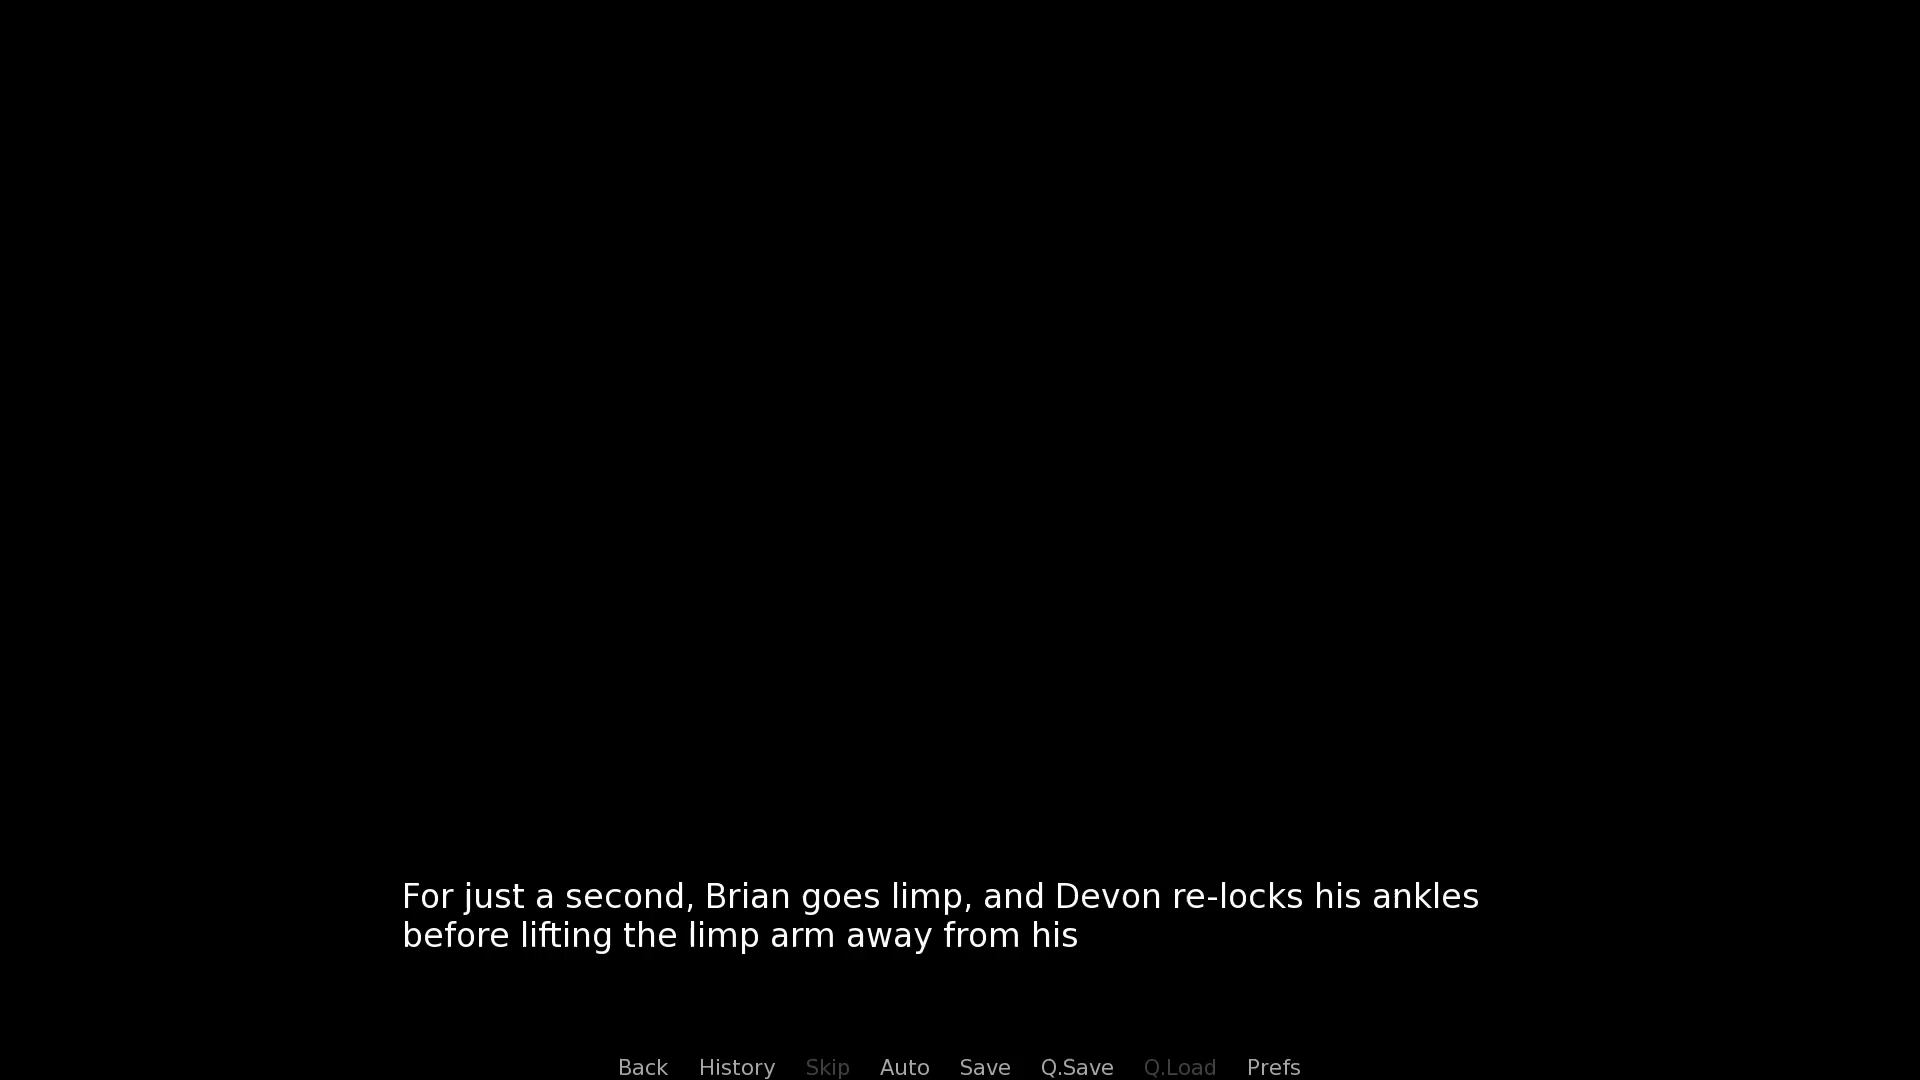 For just a second, Brian goes limp, and Devon re-locks his ankles
before lifting the limp arm away from his
Back History Skip Auto Save Q.Save Q.Load Prefs